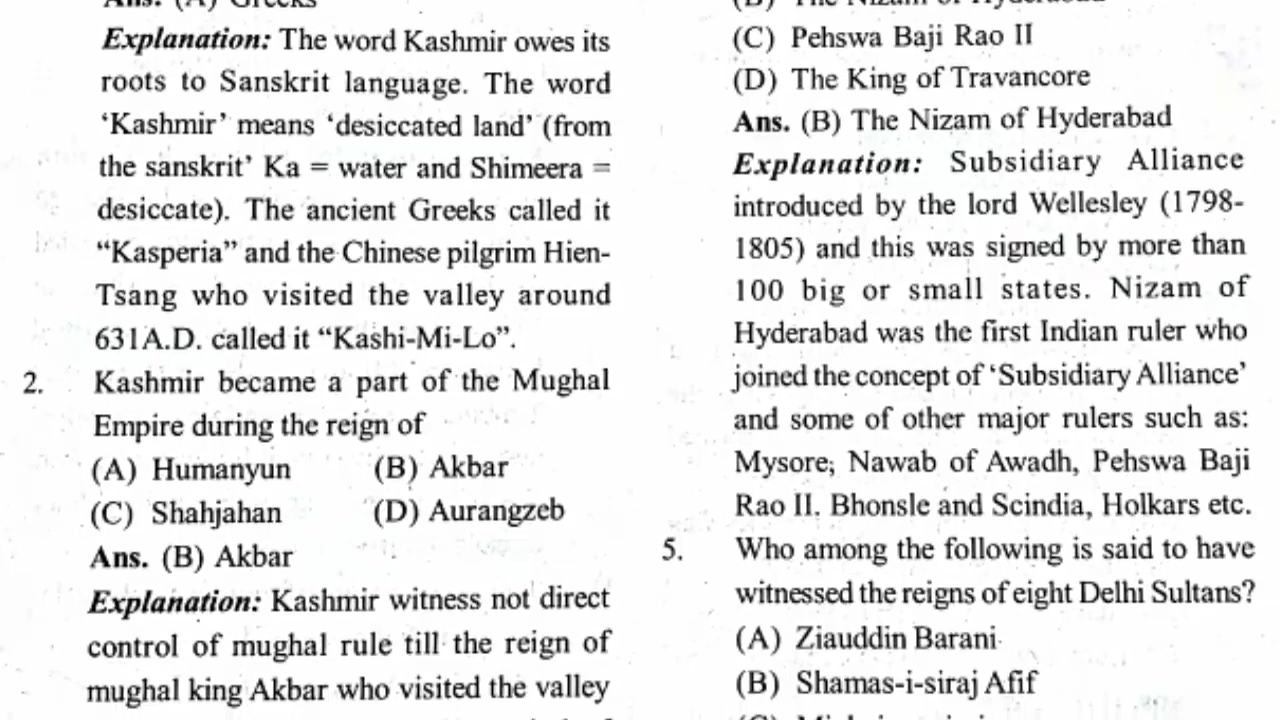 Ans. (A) Greeks
Explanation: The word Kashmir owes its
roots to Sanskrit language. The word
‘Kashmir’ means ‘desiccated land’ (from
the sanskrit’ Ka = water and Shimeera =
desiccate). The ancient Greeks called it
“Kasperia” and the Chinese pilgrim Hien-
Tsang who visited the valley around
631A.D. called it “Kashi-Mi-Lo”.
2. Kashmir became a part of the Mughal
Empire during the reign of
(A) Humanyun (B) Akbar
(C) Shahjahan (D) Aurangzeb
Ans. (B) Akbar
Explanation: Kashmir witness not direct
control of mughal rule till the reign of
mughal king Akbar who visited the valley
(B) The Nizam of Hyderabad
(C) Pehswa Baji Rao II
(D) The King of Travancore
Ans. (B) The Nizam of Hyderabad
Explanation: Subsidiary Alliance
introduced by the lord Wellesley (1798-
1805) and this was signed by more than
100 big or small states. Nizam of
Hyderabad was the first Indian ruler who
joined the concept of ‘Subsidiary Alliance’
and some of other major rulers such as:
Mysore; Nawab of Awadh, Pehswa Baji
Rao II. Bhonsle and Scindia, Holkars etc.
5. Who among the following is said to have
witnessed the reigns of eight Delhi Sultans?
(A) Ziauddin Barani
(B) Shamas-i-siraj Afif